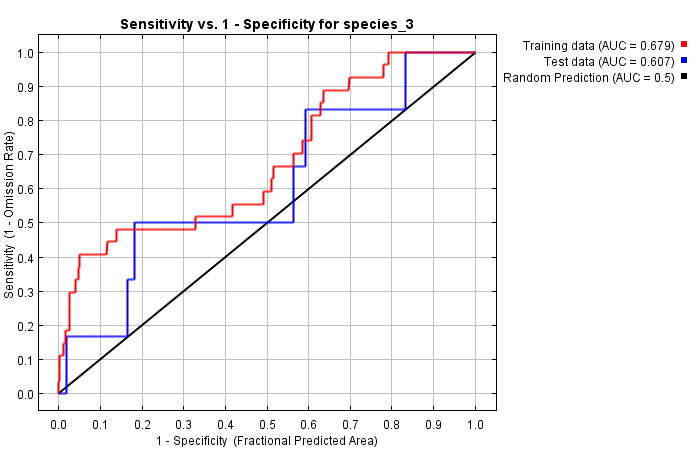 Sensitivity vs. 1 - Specificity for species_3
Training data (AUC = 0.679)
Test data (AUC = 0.607)
Random Prediction (AUC = 0.5)
Sensitivity (1 - Omission Rate)
1.0
0.9
0.8
0.7
0.6
0.5
0.4
0.3
0.2
0.1
0.0
0.0 0.1 0.2 0.3 0.4 0.5 0.6 0.7 0.8 0.9 1.0
1 - Specificity (Fractional Predicted Area)